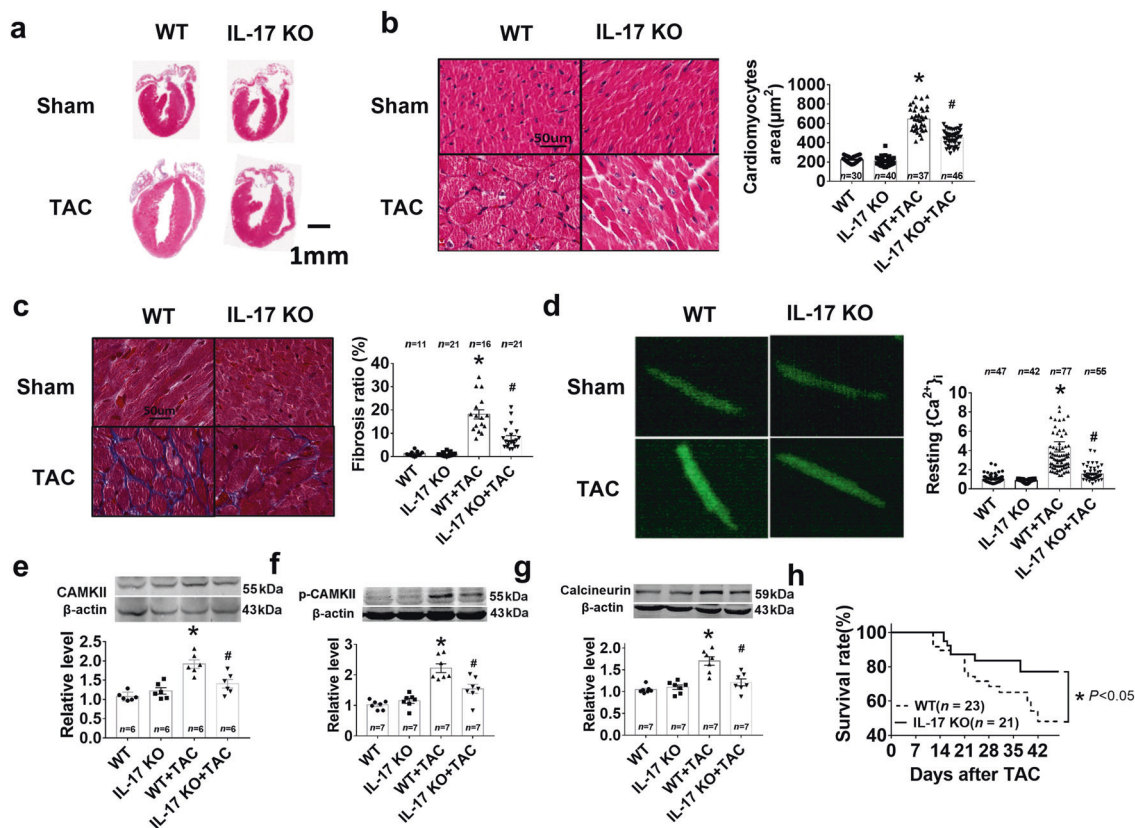 a
WT
IL-17 KO
Sham
TAC
1mm
b
WT
IL-17 KO
50um
Cardiomyocytes
area(µm²)
1000
800
600
400
200
0
*
#
n=30
n=40
n=37
n=46
WT
IL-17 KO
WT+TAC
IL-17 KO+TAC
c
WT
IL-17 KO
Sham
TAC
50um
Fibrosis ratio (%)
50
40
30
20
10
0
n=11
n=21
n=16
n=21
*
#
WT
IL-17 KO
WT+TAC
IL-17 KO+TAC
d
WT
IL-17 KO
Sham
TAC
Resting {Ca²⁺}i
10
8
6
4
2
0
n=47
n=42
n=77
n=55
*
#
WT
IL-17 KO
WT+TAC
IL-17 KO+TAC
e
CAMKII
55kDa
β-actin
43kDa
Relative level
2.5
2.0
1.5
1.0
0.5
0.0
*
#
n=6
n=6
n=6
n=6
WT
IL-17 KO
WT+TAC
IL-17 KO+TAC
f
p-CAMKII
55kDa
β-actin
43kDa
Relative level
3
2
1
0
*
#
n=7
n=7
n=7
n=7
WT
IL-17 KO
WT+TAC
IL-17 KO+TAC
g
Calcineurin
59kDa
β-actin
43kDa
Relative level
2.5
2.0
1.5
1.0
0.5
0.0
*
#
n=7
n=7
n=7
n=7
WT
IL-17 KO
WT+TAC
IL-17 KO+TAC
h
Survival rate(%)
100
80
60
40
WT(n = 23)
IL-17 KO(n = 21)
* P<0.05
0 7 14 21 28 35 42
Days after TAC